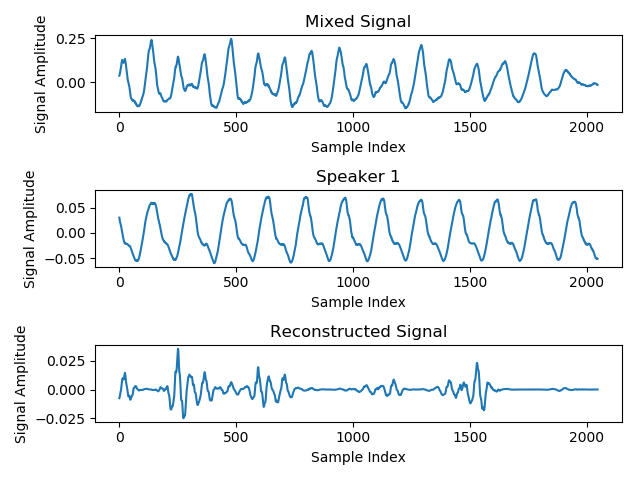 Mixed Signal
Signal Amplitude
0.25
0.00
0 500 1000 1500 2000
Sample Index
Speaker 1
Signal Amplitude
0.05
0.00
−0.05
0 500 1000 1500 2000
Sample Index
Reconstructed Signal
Signal Amplitude
0.025
0.000
−0.025
0 500 1000 1500 2000
Sample Index